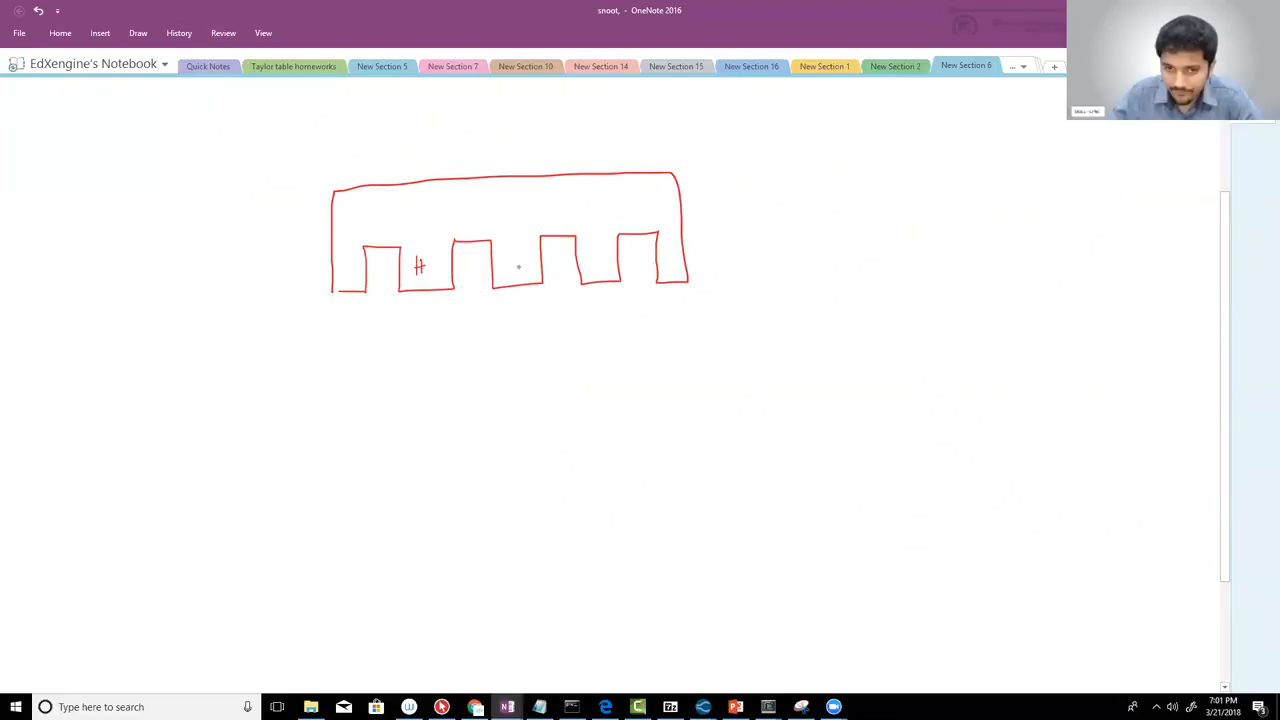 snoot, - OneNote 2016
File Home Insert Draw History Review View
EdXengine's Notebook
Quick Notes Taylor table homeworks New Section 5 New Section 7 New Section 10 New Section 14 New Section 15 New Section 16 New Section 1 New Section 2 New Section 6 ...
H
Type here to search
7:01 PM
3/21/2018